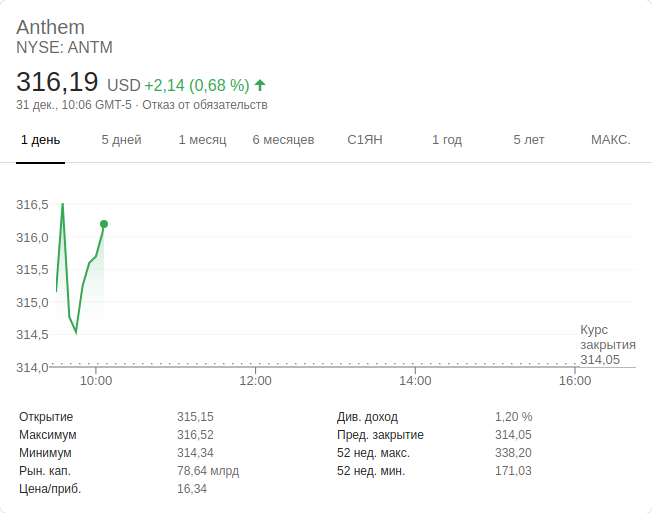 Anthem
NYSE: ANTM
316,19 USD +2,14 (0,68 %)
31 дек., 10:06 GMT-5 · Отказ от обязательств
1 день 5 дней 1 месяц 6 месяцев С1ЯН 1 год 5 лет МАКС.
316,5
316,0
315,5
315,0
314,5
314,0
Курс
закрытия
314,05
10:00 12:00 14:00 16:00
Открытие 315,15 Див. доход 1,20 %
Максимум 316,52 Пред. закрытие 314,05
Минимум 314,34 52 нед. макс. 338,20
Рын. кап. 78,64 млрд 52 нед. мин. 171,03
Цена/приб. 16,34